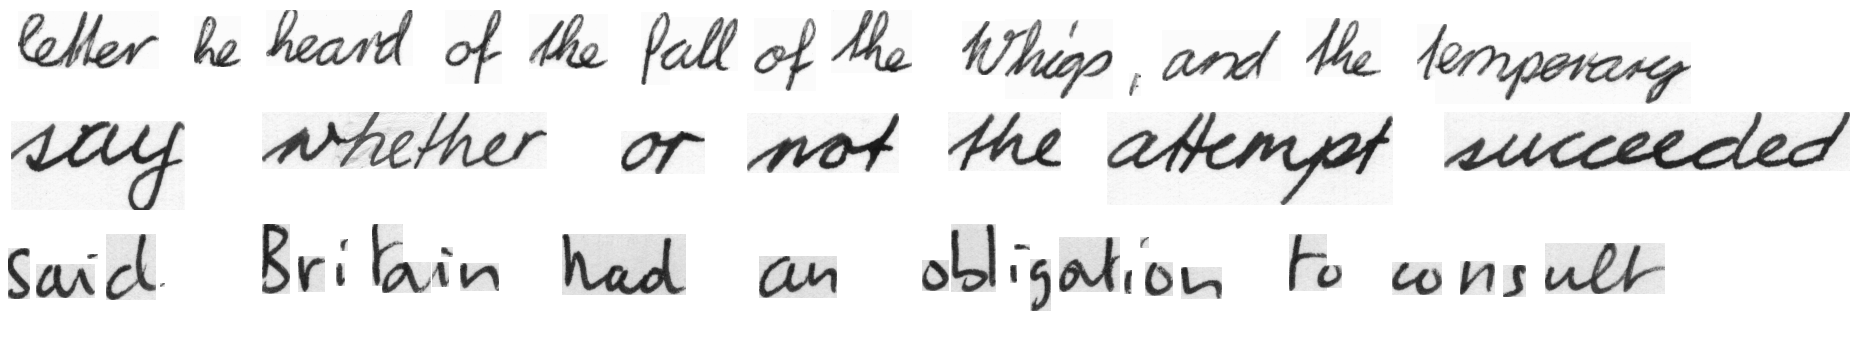 letter he heard of the fall of the Whigs, and the temporary
say whether or not the attempt succeeded
said. Britain had an obligation to consult